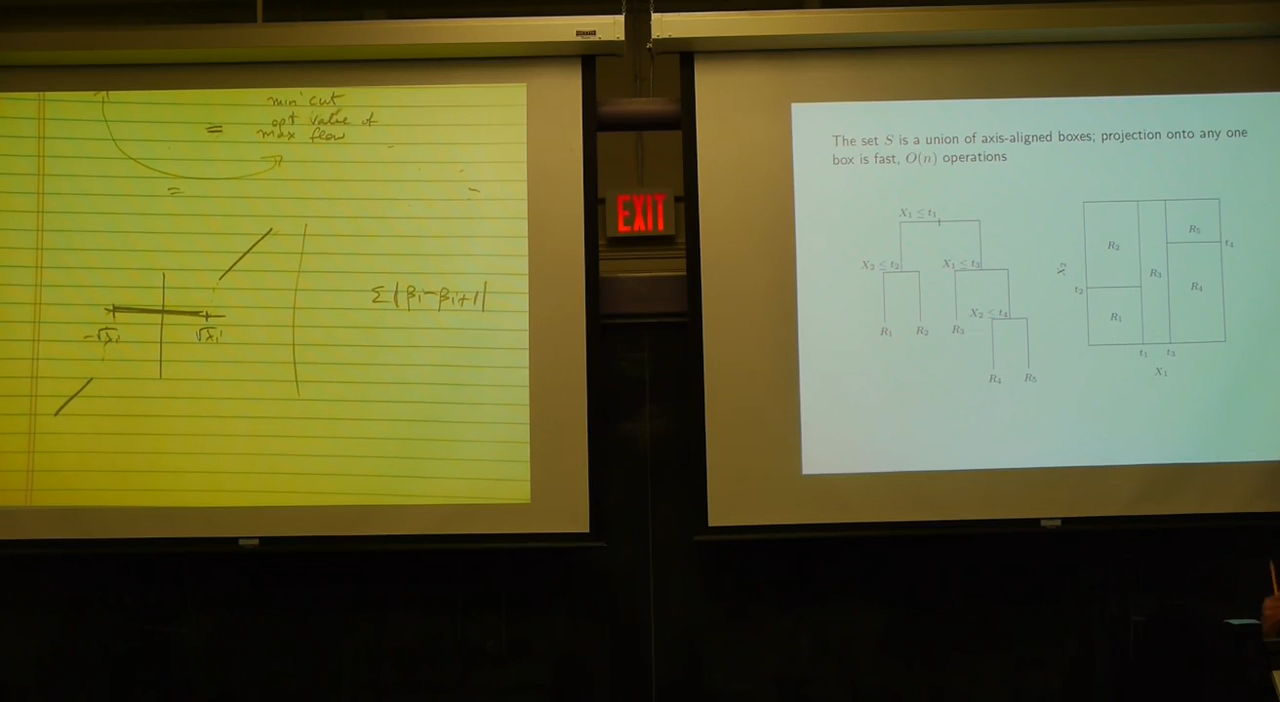 min cut
= opt value of
max flow
=
-√λi √λi
Σ|βi-βi+1|
EXIT
The set S is a union of axis-aligned boxes; projection onto any one
box is fast, O(n) operations
X1 ≤ t1
X2 ≤ t2 X1 ≤ t3
X2 ≤ t4
R1 R2 R3
R4 R5
R5
R2 t4
X2 R3
t2 R4
R1
t1 t3
X1